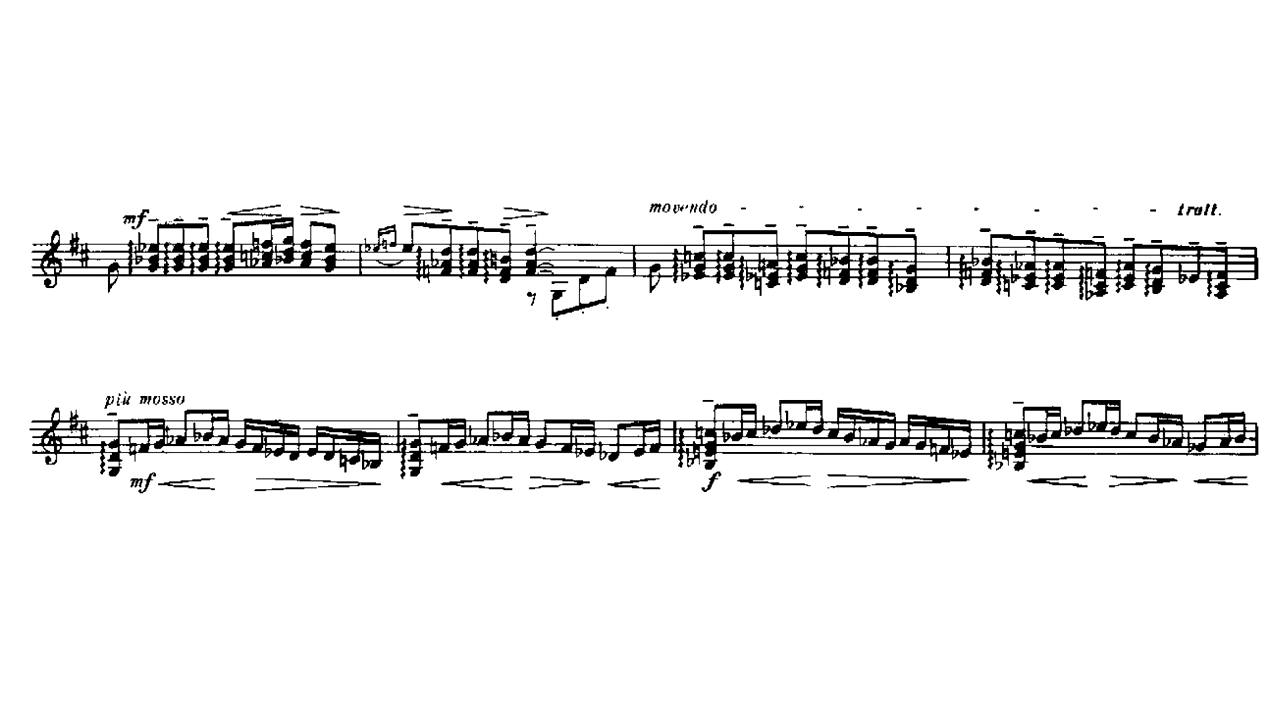 mf
movendo - - - - - - - - tratt.
più mosso
mf f